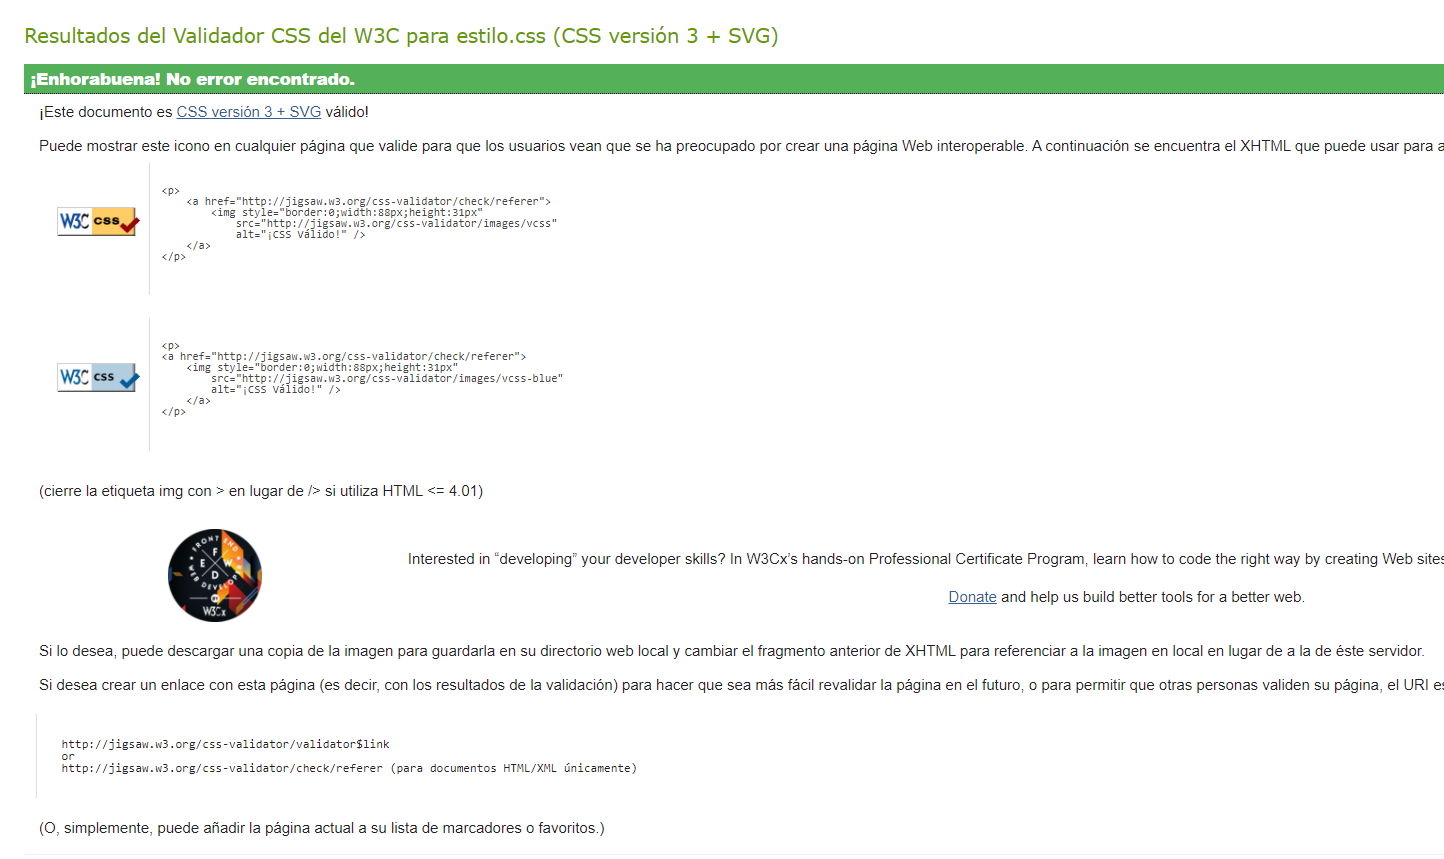 Resultados del Validador CSS del W3C para estilo.css (CSS versión 3 + SVG)
¡Enhorabuena! No error encontrado.
¡Este documento es CSS versión 3 + SVG válido!
Puede mostrar este icono en cualquier página que valide para que los usuarios vean que se ha preocupado por crear una página Web interoperable. A continuación se encuentra el XHTML que puede usar para a
W3C css
<p>
<a href="http://jigsaw.w3.org/css-validator/check/referer">
<img style="border:0;width:88px;height:31px"
src="http://jigsaw.w3.org/css-validator/images/vcss"
alt="¡CSS Válido!" />
</a>
</p>
W3C css
<p>
<a href="http://jigsaw.w3.org/css-validator/check/referer">
<img style="border:0;width:88px;height:31px"
src="http://jigsaw.w3.org/css-validator/images/vcss-blue"
alt="¡CSS Válido!" />
</a>
</p>
(cierre la etiqueta img con > en lugar de /> si utiliza HTML <= 4.01)
FRONT END
F
E W
D
WEB DEVELOPER
BY
W3Cx
Interested in “developing” your developer skills? In W3Cx’s hands-on Professional Certificate Program, learn how to code the right way by creating Web sites
Donate and help us build better tools for a better web.
Si lo desea, puede descargar una copia de la imagen para guardarla en su directorio web local y cambiar el fragmento anterior de XHTML para referenciar a la imagen en local en lugar de a la de éste servidor.
Si desea crear un enlace con esta página (es decir, con los resultados de la validación) para hacer que sea más fácil revalidar la página en el futuro, o para permitir que otras personas validen su página, el URI es
http://jigsaw.w3.org/css-validator/validator$link
or
http://jigsaw.w3.org/css-validator/check/referer (para documentos HTML/XML únicamente)
(O, simplemente, puede añadir la página actual a su lista de marcadores o favoritos.)